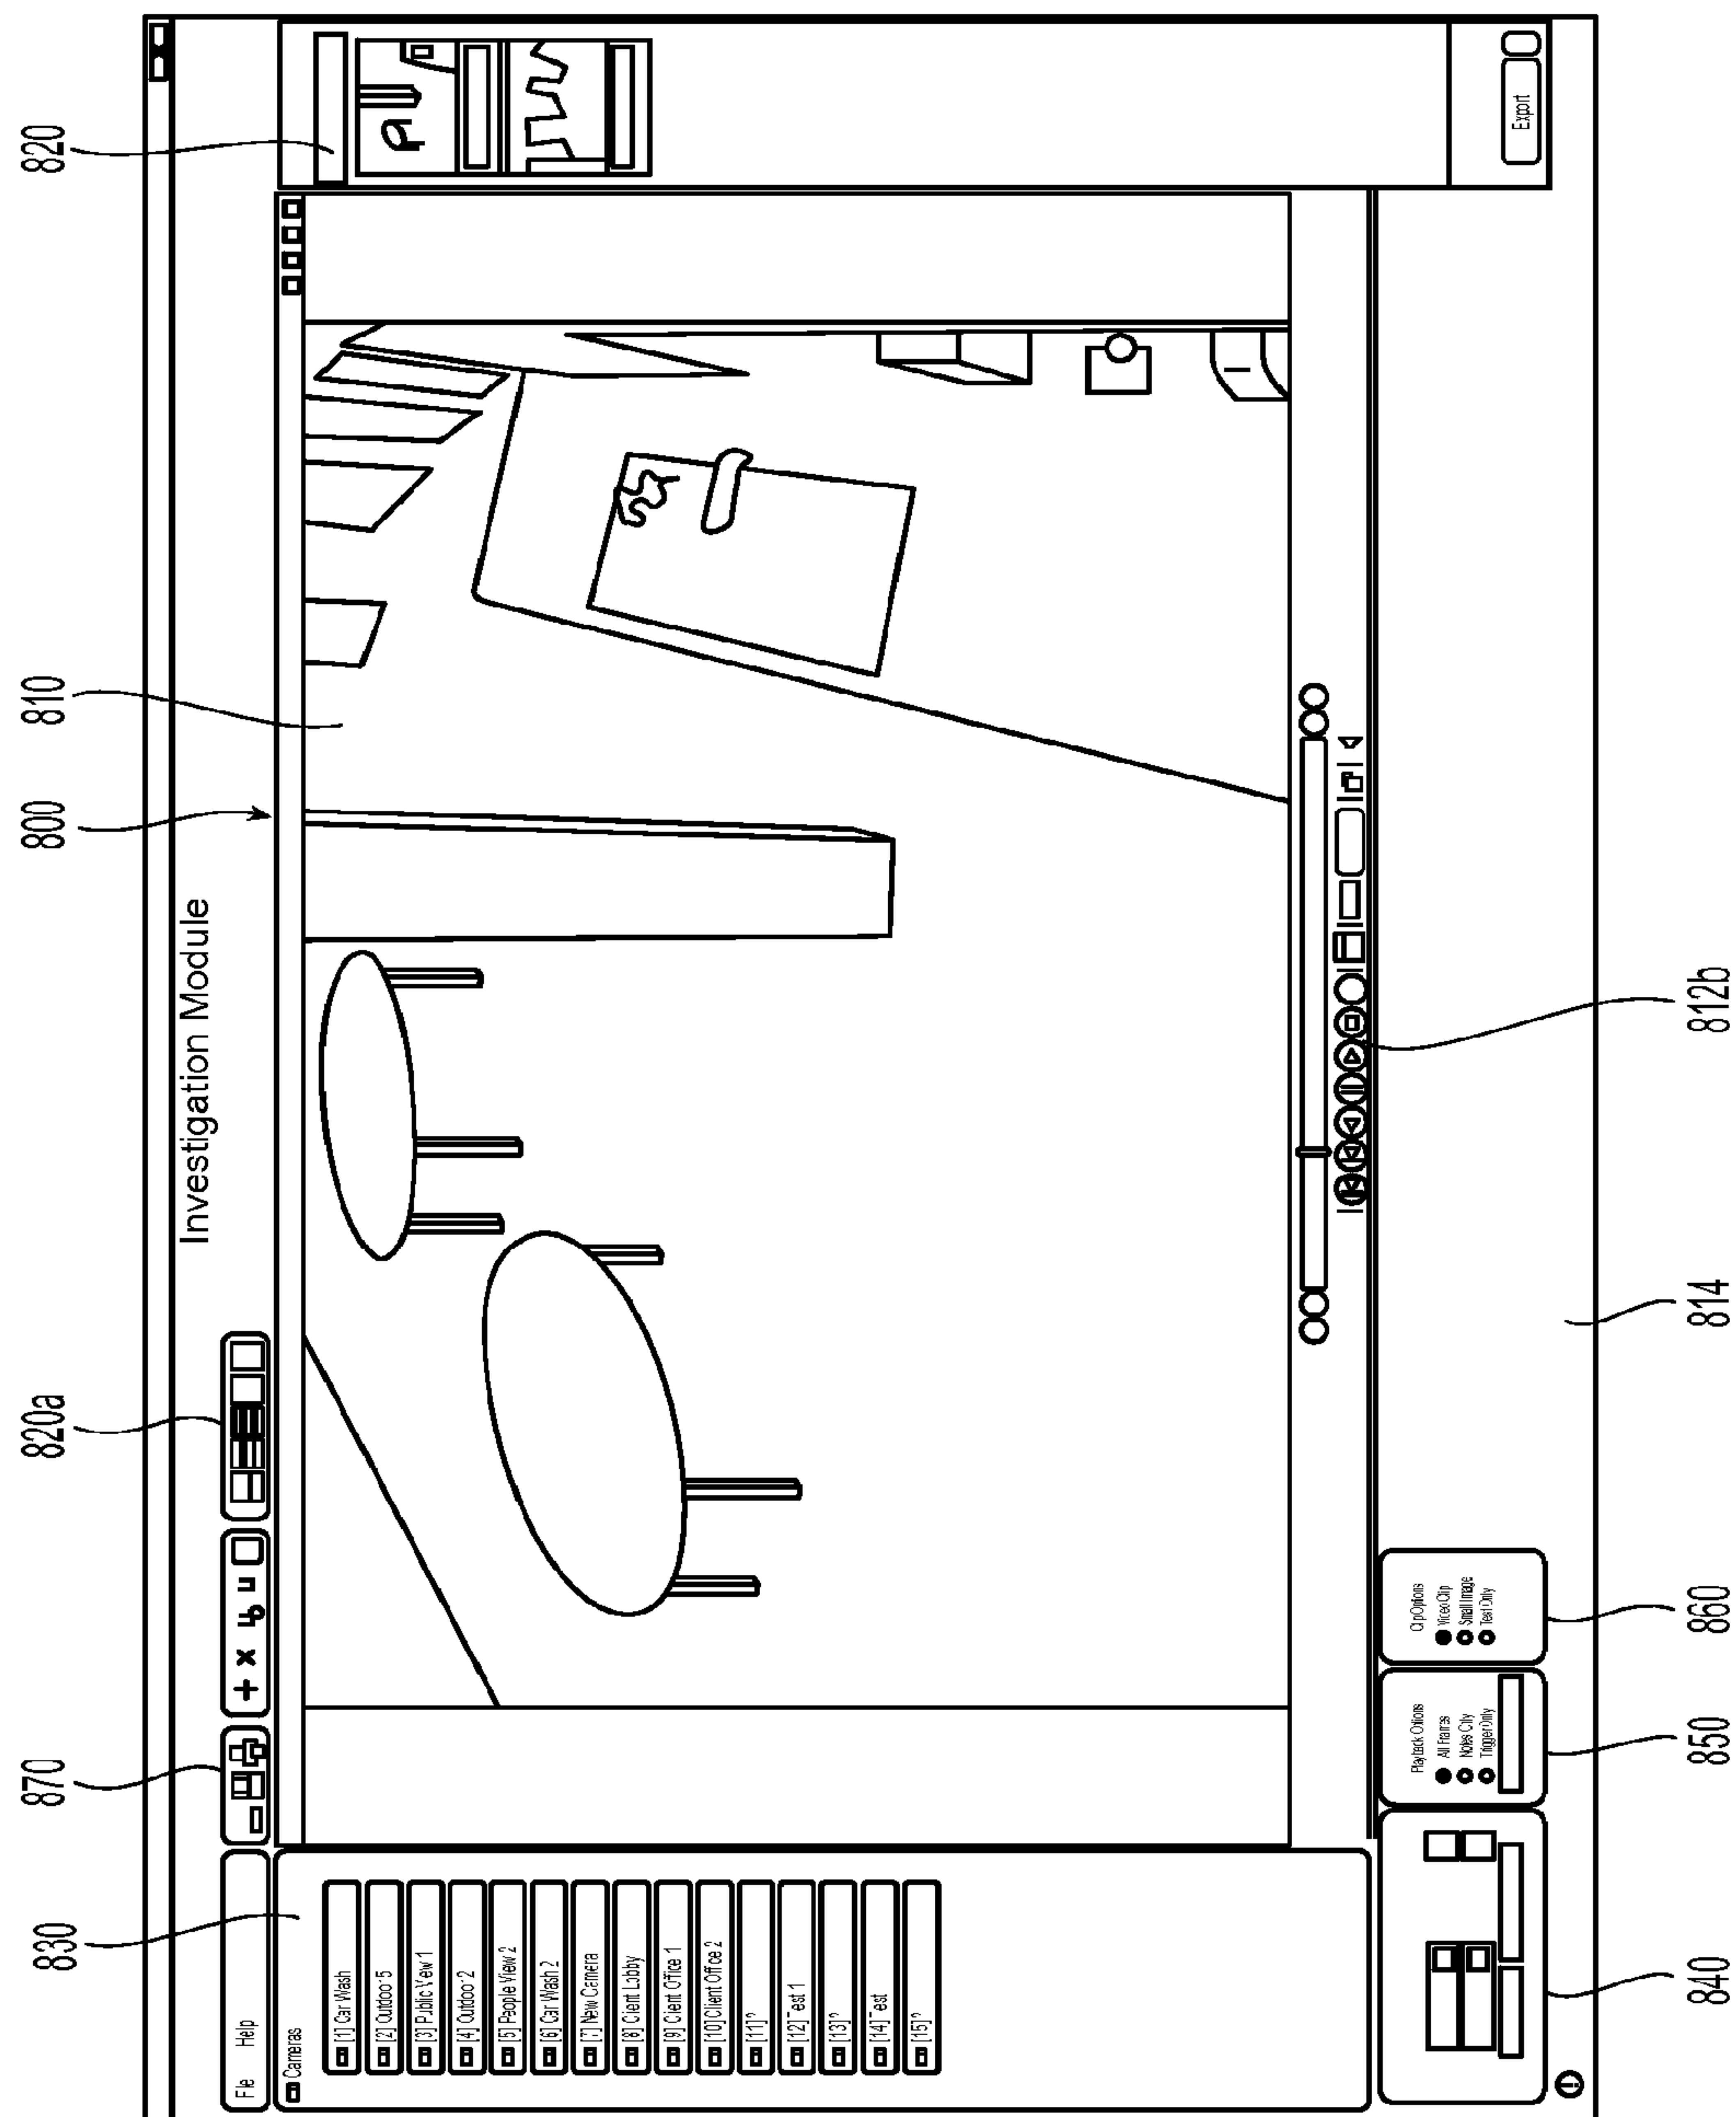 820
810
800
820a
870
830
Investigation Module
File Help
Cameras
[1] Car Wash
[2] Outdoor 5
[3] Public View 1
[4] Outdoor 2
[5] People View 2
[6] Car Wash 2
[7] New Camera
[8] Client Lobby
[9] Client Office 1
[10] Client Office 2
[11]?
[12] Test 1
[13]?
[14] Test
[15]?
Playback Options
All Frames
Notes Only
Trigger Only
Clip Options
Video Clip
Small Image
Text Only
Export
812b
814
860
850
840